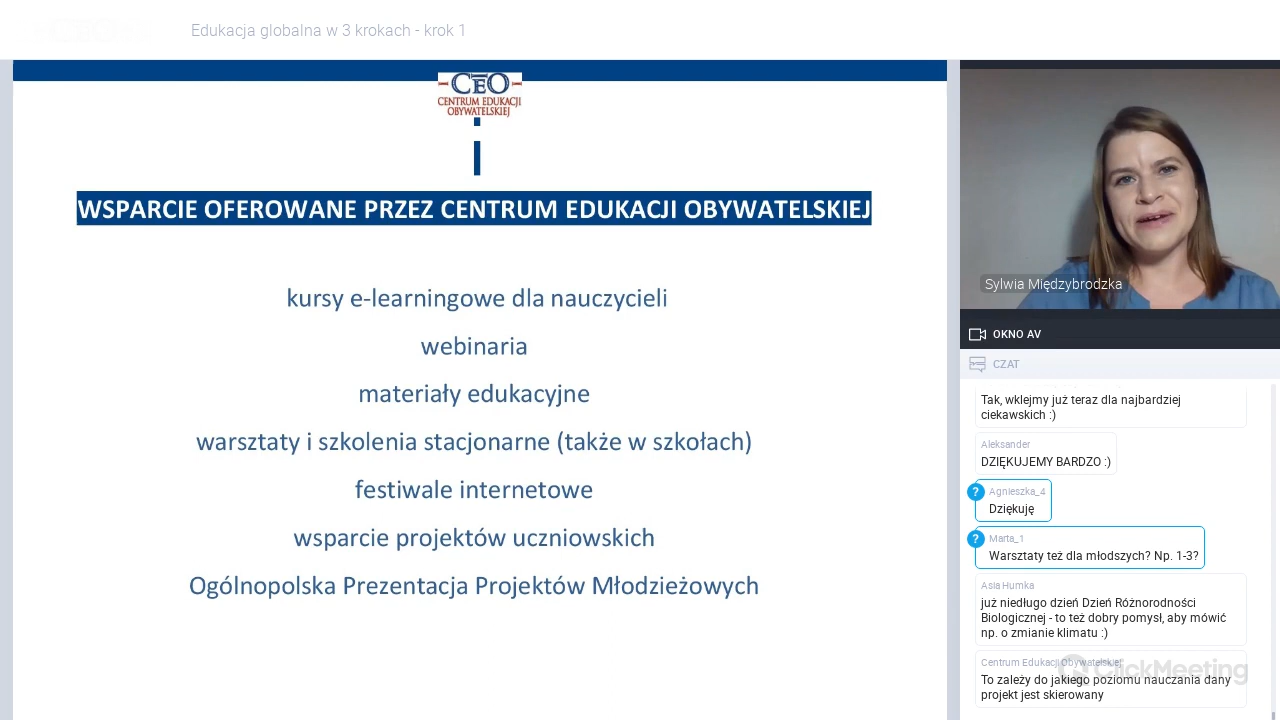 Edukacja globalna w 3 krokach - krok 1
CEO
CENTRUM EDUKACJI
OBYWATELSKIEJ
WSPARCIE OFEROWANE PRZEZ CENTRUM EDUKACJI OBYWATELSKIEJ
kursy e-learningowe dla nauczycieli
webinaria
materiały edukacyjne
warsztaty i szkolenia stacjonarne (także w szkołach)
festiwale internetowe
wsparcie projektów uczniowskich
Ogólnopolska Prezentacja Projektów Młodzieżowych
Sylwia Międzybrodzka
OKNO AV
CZAT
Tak, wklejmy już teraz dla najbardziej
ciekawskich :)
Aleksander
DZIĘKUJEMY BARDZO :)
?
Agnieszka_4
Dziękuję
?
Marta_1
Warsztaty też dla młodszych? Np. 1-3?
Asia Humka
już niedługo dzień Dzień Różnorodności
Biologicznej - to też dobry pomysł, aby mówić
np. o zmianie klimatu :)
Centrum Edukacji Obywatelskiej
ClickMeeting
To zależy do jakiego poziomu nauczania dany
projekt jest skierowany